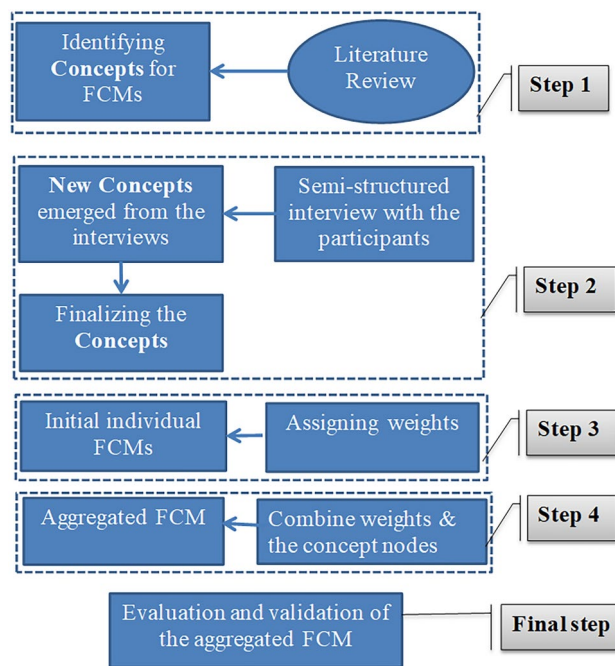 Identifying
Concepts for
FCMs
Literature
Review
Step 1
New Concepts
emerged from the
interviews
Semi-structured
interview with the
participants
Finalizing the
Concepts
Step 2
Initial individual
FCMs
Assigning weights
Step 3
Aggregated FCM
Combine weights &
the concept nodes
Step 4
Evaluation and validation of
the aggregated FCM
Final step